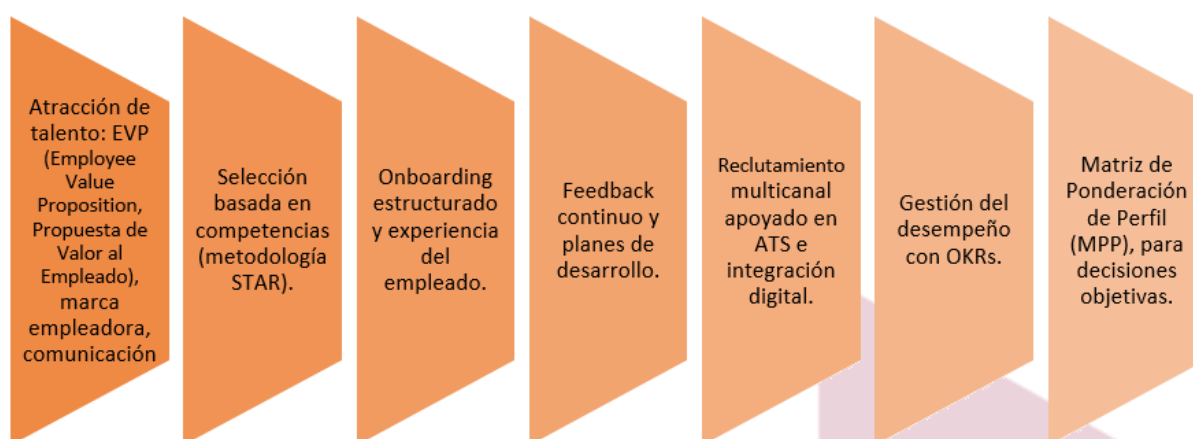 Atracción de
talento: EVP
(Employee
Value
Proposition,
Propuesta de
Valor al
Empleado),
marca
empleadora,
comunicación
Selección
basada en
competencias
(metodología
STAR).
Onboarding
estructurado
y experiencia
del
empleado.
Feedback
continuo y
planes de
desarrollo.
Reclutamiento
multicanal
apoyado en
ATS e
integración
digital.
Gestión del
desempeño
con OKRs.
Matriz de
Ponderación
de Perfil
(MPP), para
decisiones
objetivas.